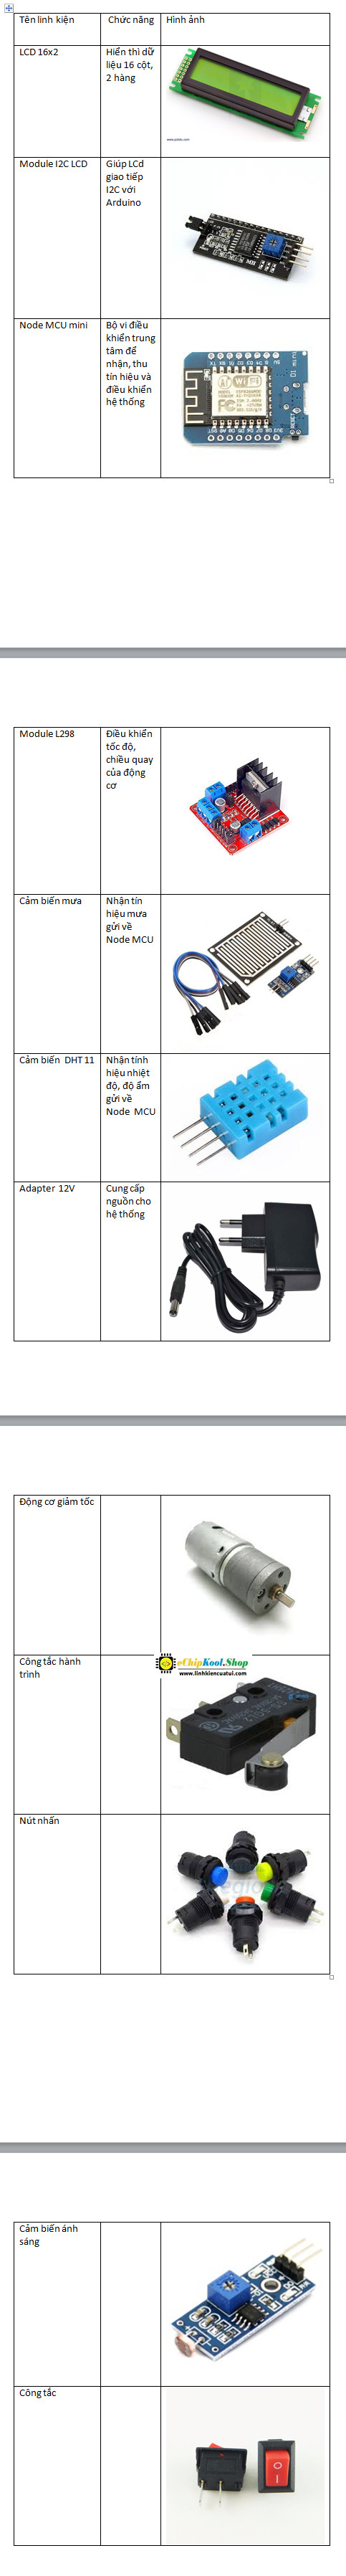 Tên linh kiện
Chức năng
Hình ảnh
LCD 16x2
Hiển thì dữ
liệu 16 cột,
2 hàng
Module I2C LCD
Giúp LCd
giao tiếp
I2C với
Arduino
Node MCU mini
Bộ vi điều
khiển trung
tâm để
nhận, thu
tín hiệu và
điều khiển
hệ thống
WiFi
D1 mini
RESET
Module L298
Điều khiển
tốc độ,
chiều quay
của động
cơ
Cảm biến mưa
Nhận tín
hiệu mưa
gửi về
Node MCU
Cảm biến DHT 11
Nhận tính
hiệu nhiệt
độ, độ ẩm
gửi về
Node MCU
Adapter 12V
Cung cấp
nguồn cho
hệ thống
Động cơ giảm tốc
Công tắc hành
trình
eChipKool.Shop
www.linhkiencuatui.com
Nút nhấn
Cảm biến ánh
sáng
Công tắc